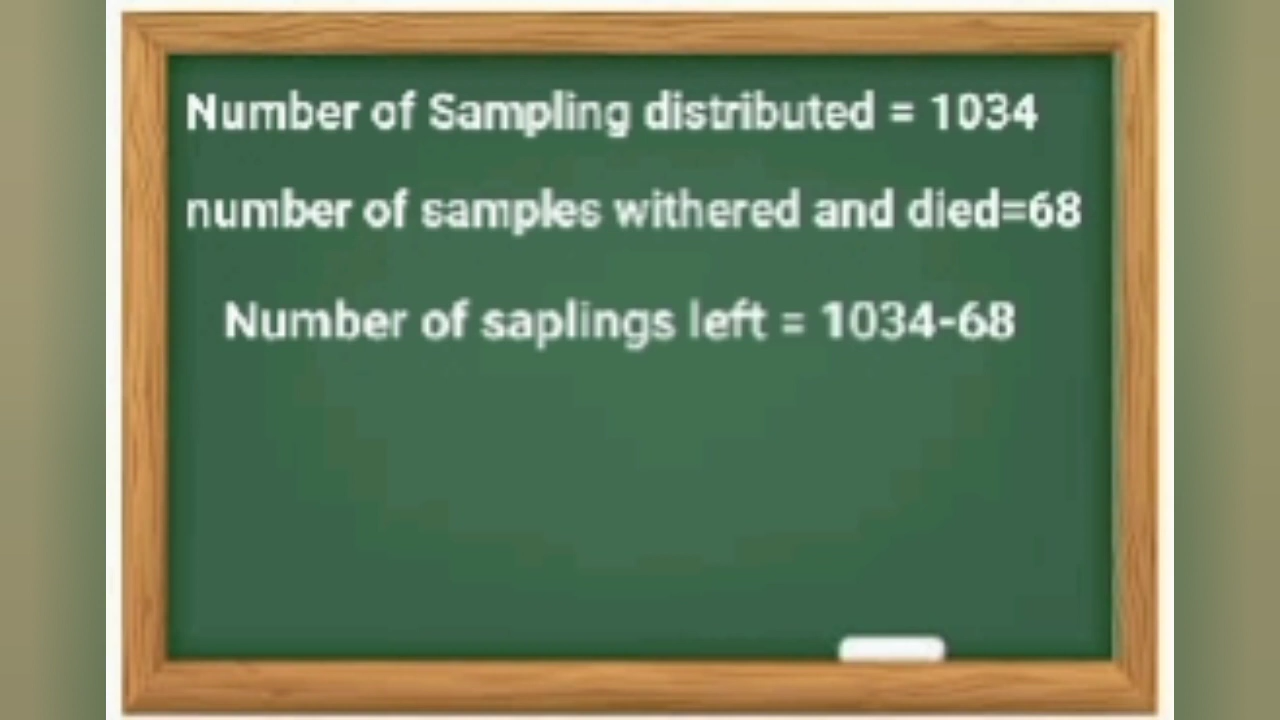 Number of Sampling distributed = 1034
number of samples withered and died=68
Number of saplings left = 1034-68